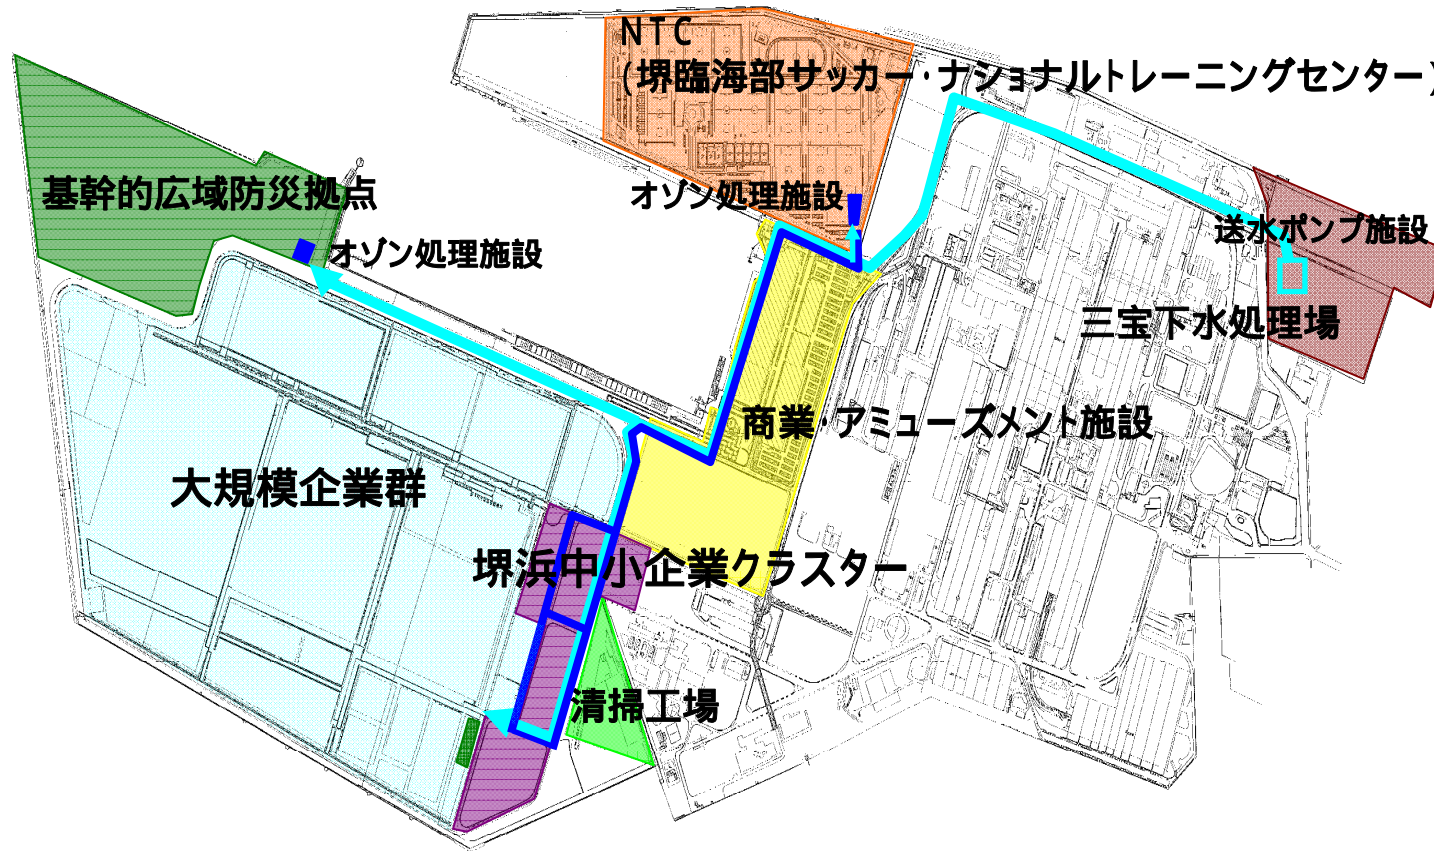 NTC
(堺臨海部サッカー・ナショナルトレーニングセンター)
基幹的広域防災拠点
オゾン処理施設
送水ポンプ施設
オゾン処理施設
三宝下水処理場
商業・アミューズメント施設
大規模企業群
堺浜中小企業クラスター
清掃工場